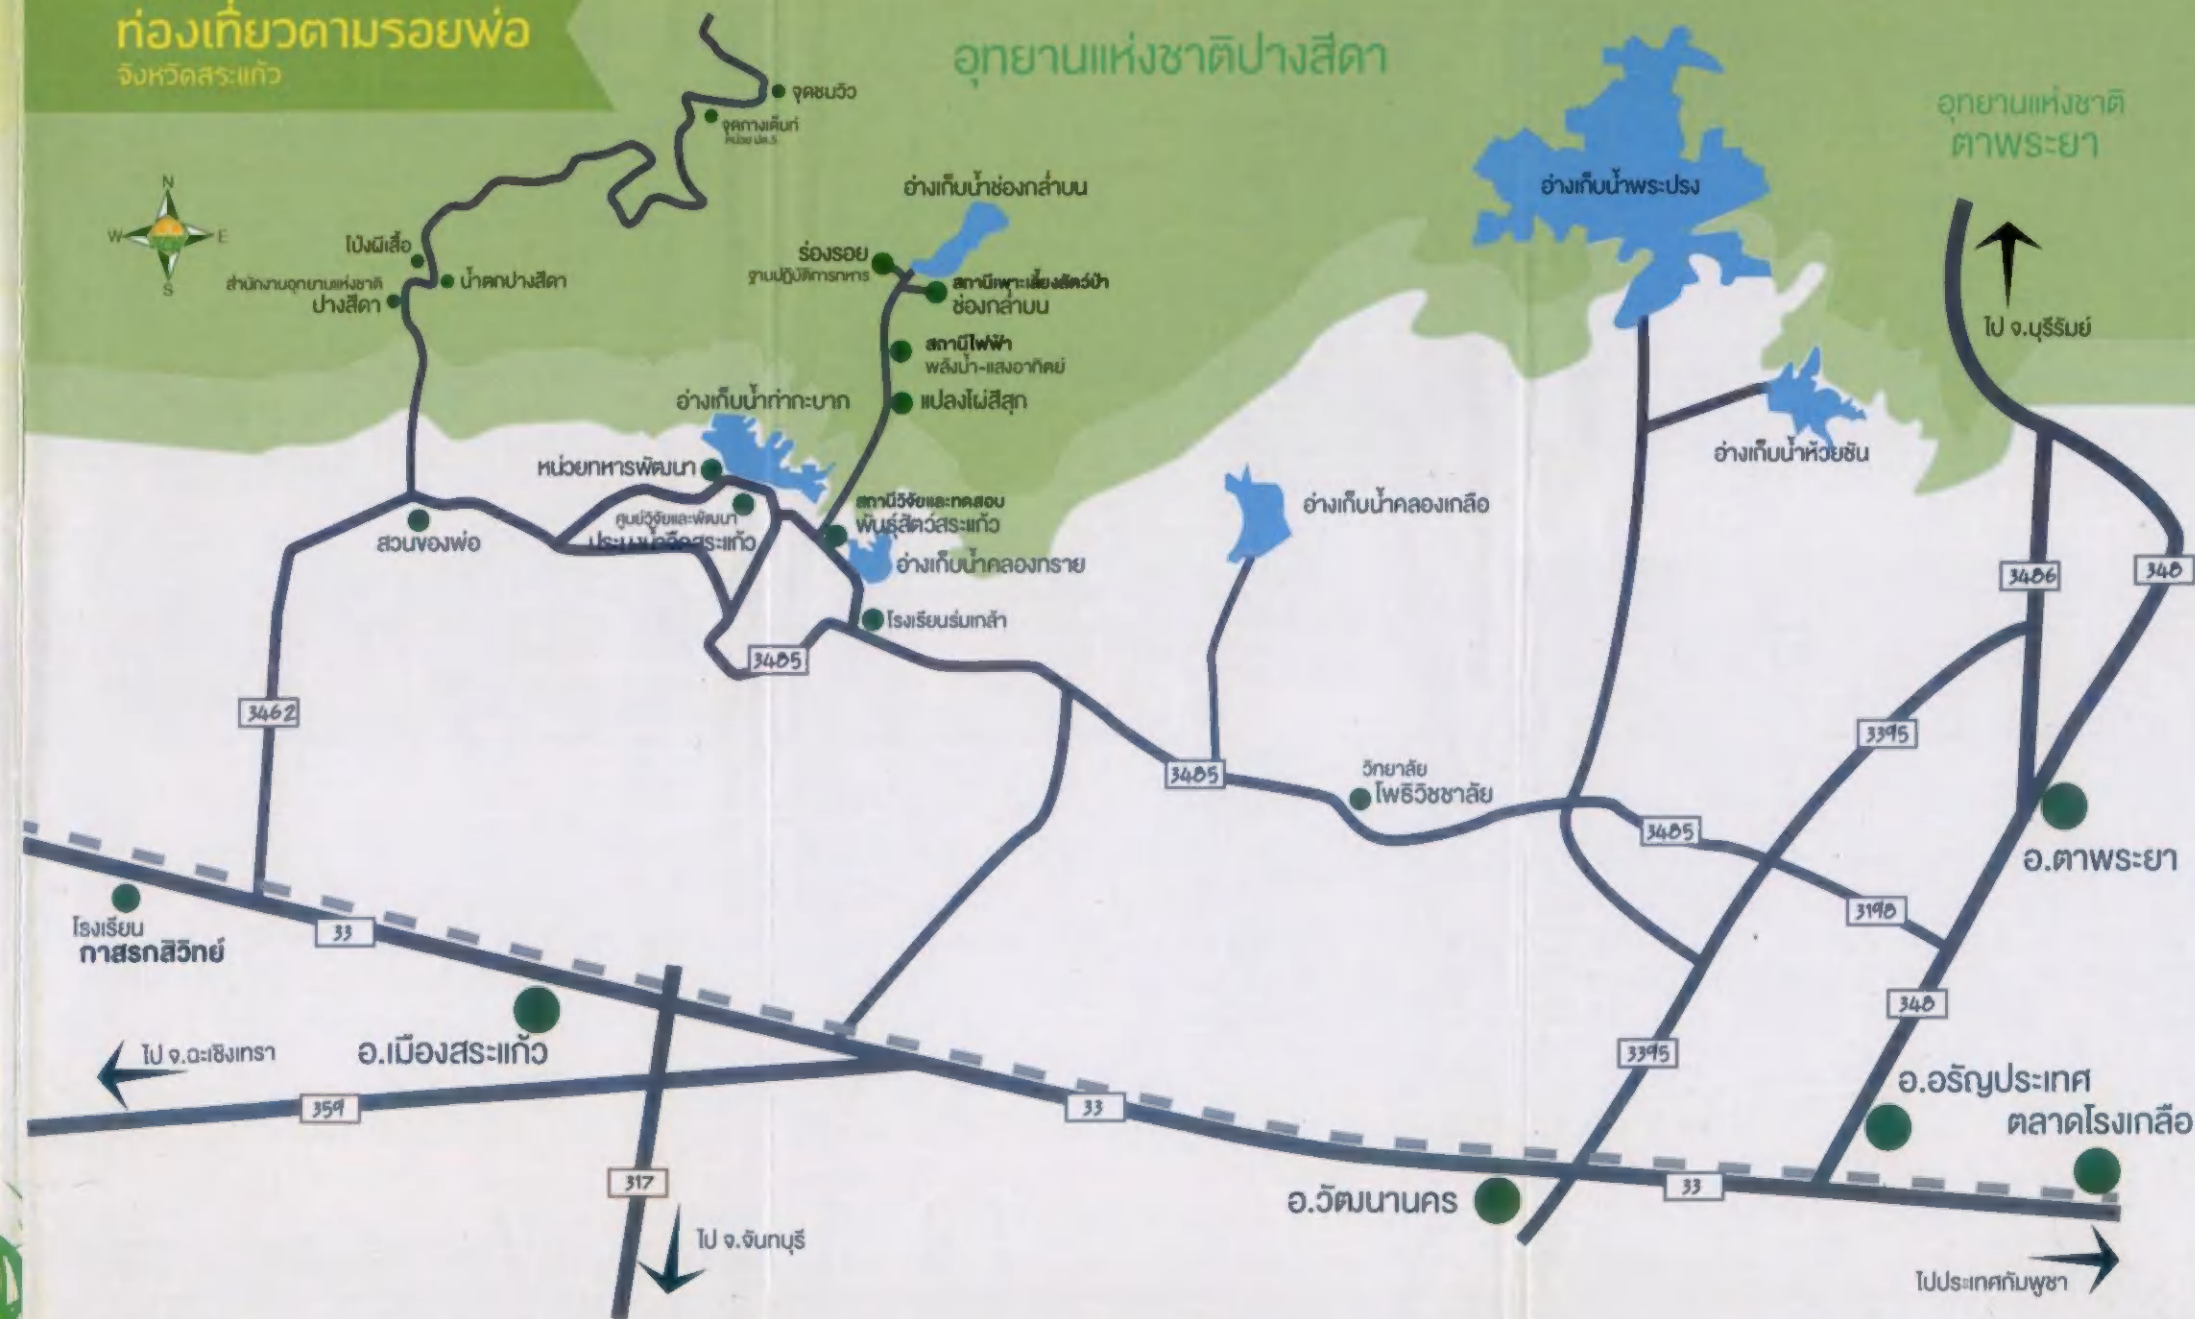 ท่องเที่ยวตามรอยพ่อ
จังหวัดสระแก้ว
อุทยานแห่งชาติปางสีดา
อุทยานแห่งชาติ
ตาพระยา
จุดชมวิว
จุดกางเต็นท์
หน่วย ปด.5
N
W
E
S
อ่างเก็บน้ำช่องกล่ำบน
อ่างเก็บน้ำพระปรง
โป่งผีเสื้อ
น้ำตกปางสีดา
สำนักงานอุทยานแห่งชาติ
ปางสีดา
ร่องรอย
ฐานปฏิบัติการทหาร
สถานีเพาะเลี้ยงสัตว์ป่า
ช่องกล่ำบน
สถานีไฟฟ้า
พลังน้ำ-แสงอาทิตย์
แปลงไผ่สีสุก
ไป จ.บุรีรัมย์
อ่างเก็บน้ำท่ากะบาก
หน่วยทหารพัฒนา
อ่างเก็บน้ำห้วยชัน
สวนของพ่อ
ศูนย์วิจัยและพัฒนา
ประมงน้ำจืดสระแก้ว
สถานีวิจัยและทดสอบ
พันธุ์สัตว์สระแก้ว
อ่างเก็บน้ำคลองเกลือ
อ่างเก็บน้ำคลองทราย
โรงเรียนร่มเกล้า
3486
348
3485
3462
3395
3485
วิทยาลัย
โพธิวิชชาลัย
3485
อ.ตาพระยา
3198
โรงเรียน
กาสรกสิวิทย์
33
348
อ.เมืองสระแก้ว
ไป จ.ฉะเชิงเทรา
3395
อ.อรัญประเทศ
359
33
ตลาดโรงเกลือ
317
33
อ.วัฒนานคร
ไป จ.จันทบุรี
ไปประเทศกัมพูชา